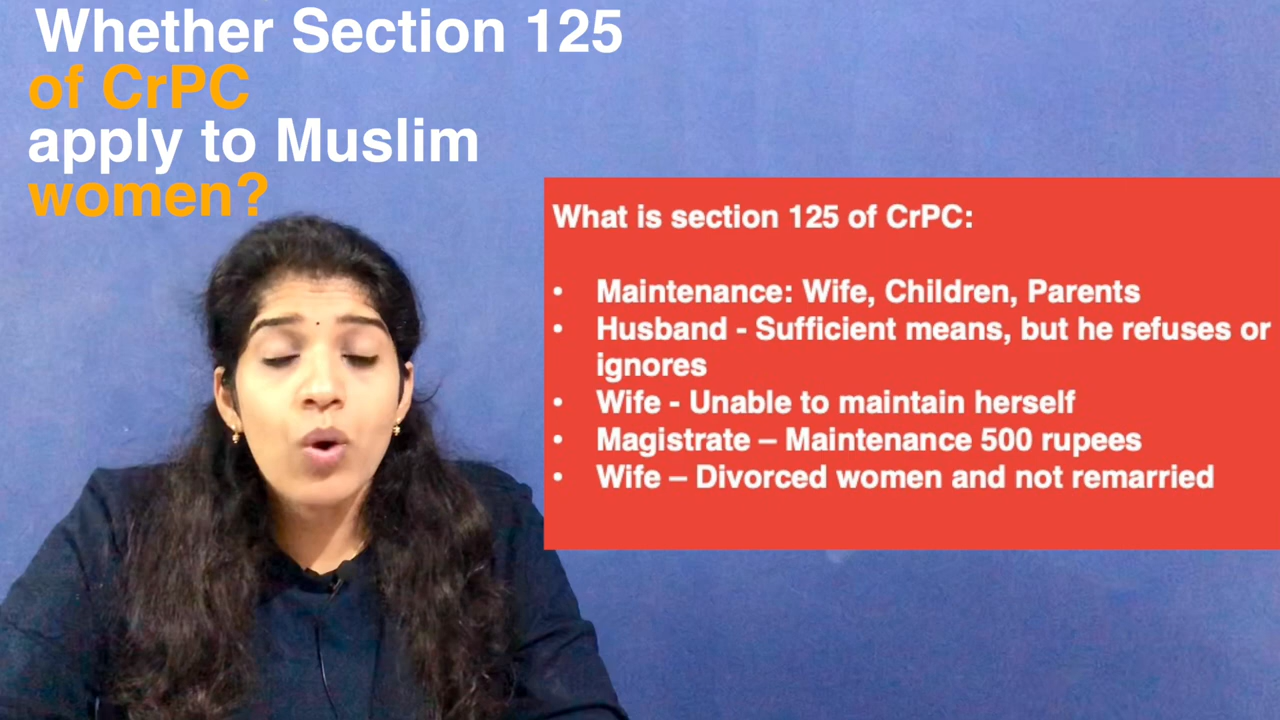 Whether Section 125
of CrPC
apply to Muslim
women?
What is section 125 of CrPC:
• Maintenance: Wife, Children, Parents
• Husband - Sufficient means, but he refuses or
ignores
• Wife - Unable to maintain herself
• Magistrate – Maintenance 500 rupees
• Wife – Divorced women and not remarried